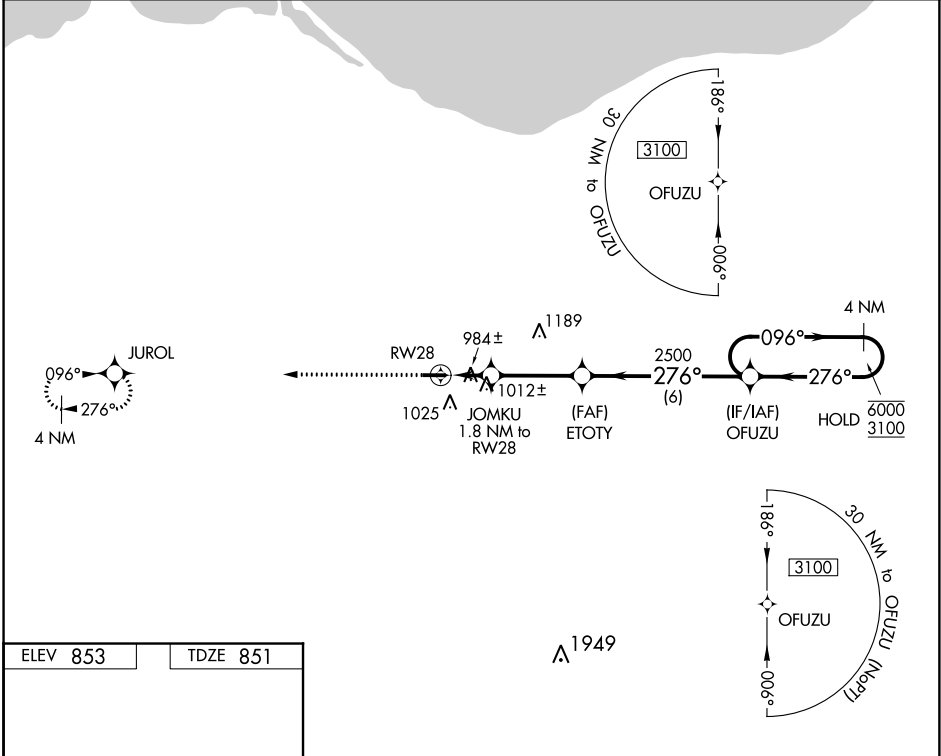 186°
30 NM to OFUZU
3100
OFUZU
006°
4 NM
1189
984±
096°
JUROL
RW28
2500
096°
276°
276°
276°
(6)
1012±
1025
JOMKU
1.8 NM to
RW28
(FAF)
ETOTY
(IF/IAF)
OFUZU
HOLD
6000
3100
4 NM
186°
30 NM to OFUZU (NoPT)
3100
OFUZU
006°
1949
ELEV 853
TDZE 851